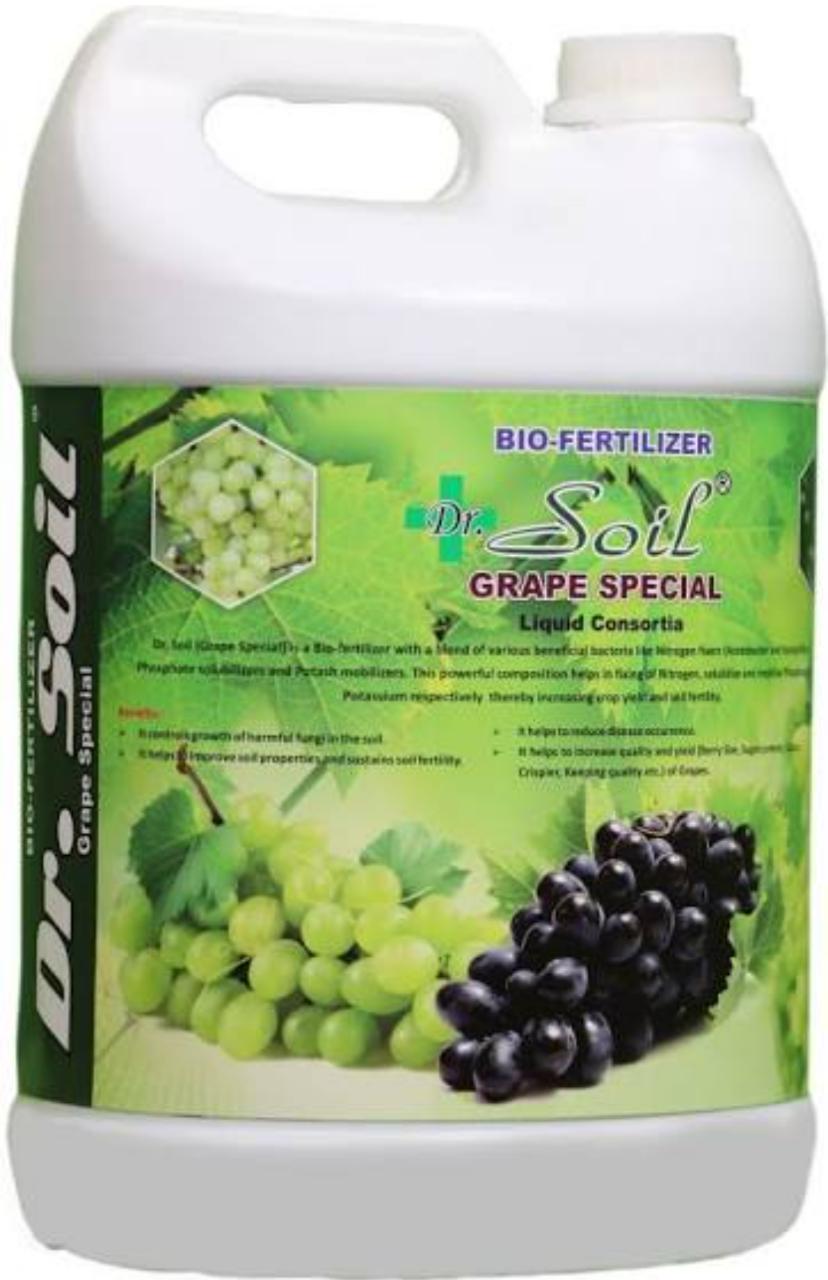 BIO-FERTILIZER
Dr. Soil®
GRAPE SPECIAL
Liquid Consortia
Dr. Soil (Grape Special) is a Bio-fertilizer with a blend of various beneficial bacteria like Nitrogen fixers
Phosphate solubilizers and Potash mobilizers. This powerful composition helps in fixing of Nitrogen,
Potassium respectively thereby increasing crop yield and soil fertility.
Benefits:
It controls growth of harmful fungi in the soil.
It helps to improve soil properties and sustains soil fertility.
It helps to reduce disease occurrence.
It helps to increase quality and yield (Berry Size,
Crispier, Keeping quality etc.) of Grapes.
BIO-FERTILIZER
Dr. Soil®
Grape Special